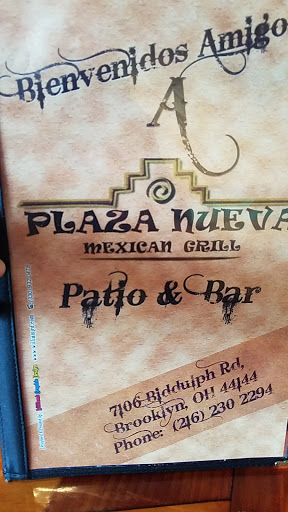 Bienvenidos Amigo
A
PLAZA NUEVA
MEXICAN GRILL
Patio & Bar
7106 Biddulph Rd,
Brooklyn, OH 44144
Phone: (216) 230 2294